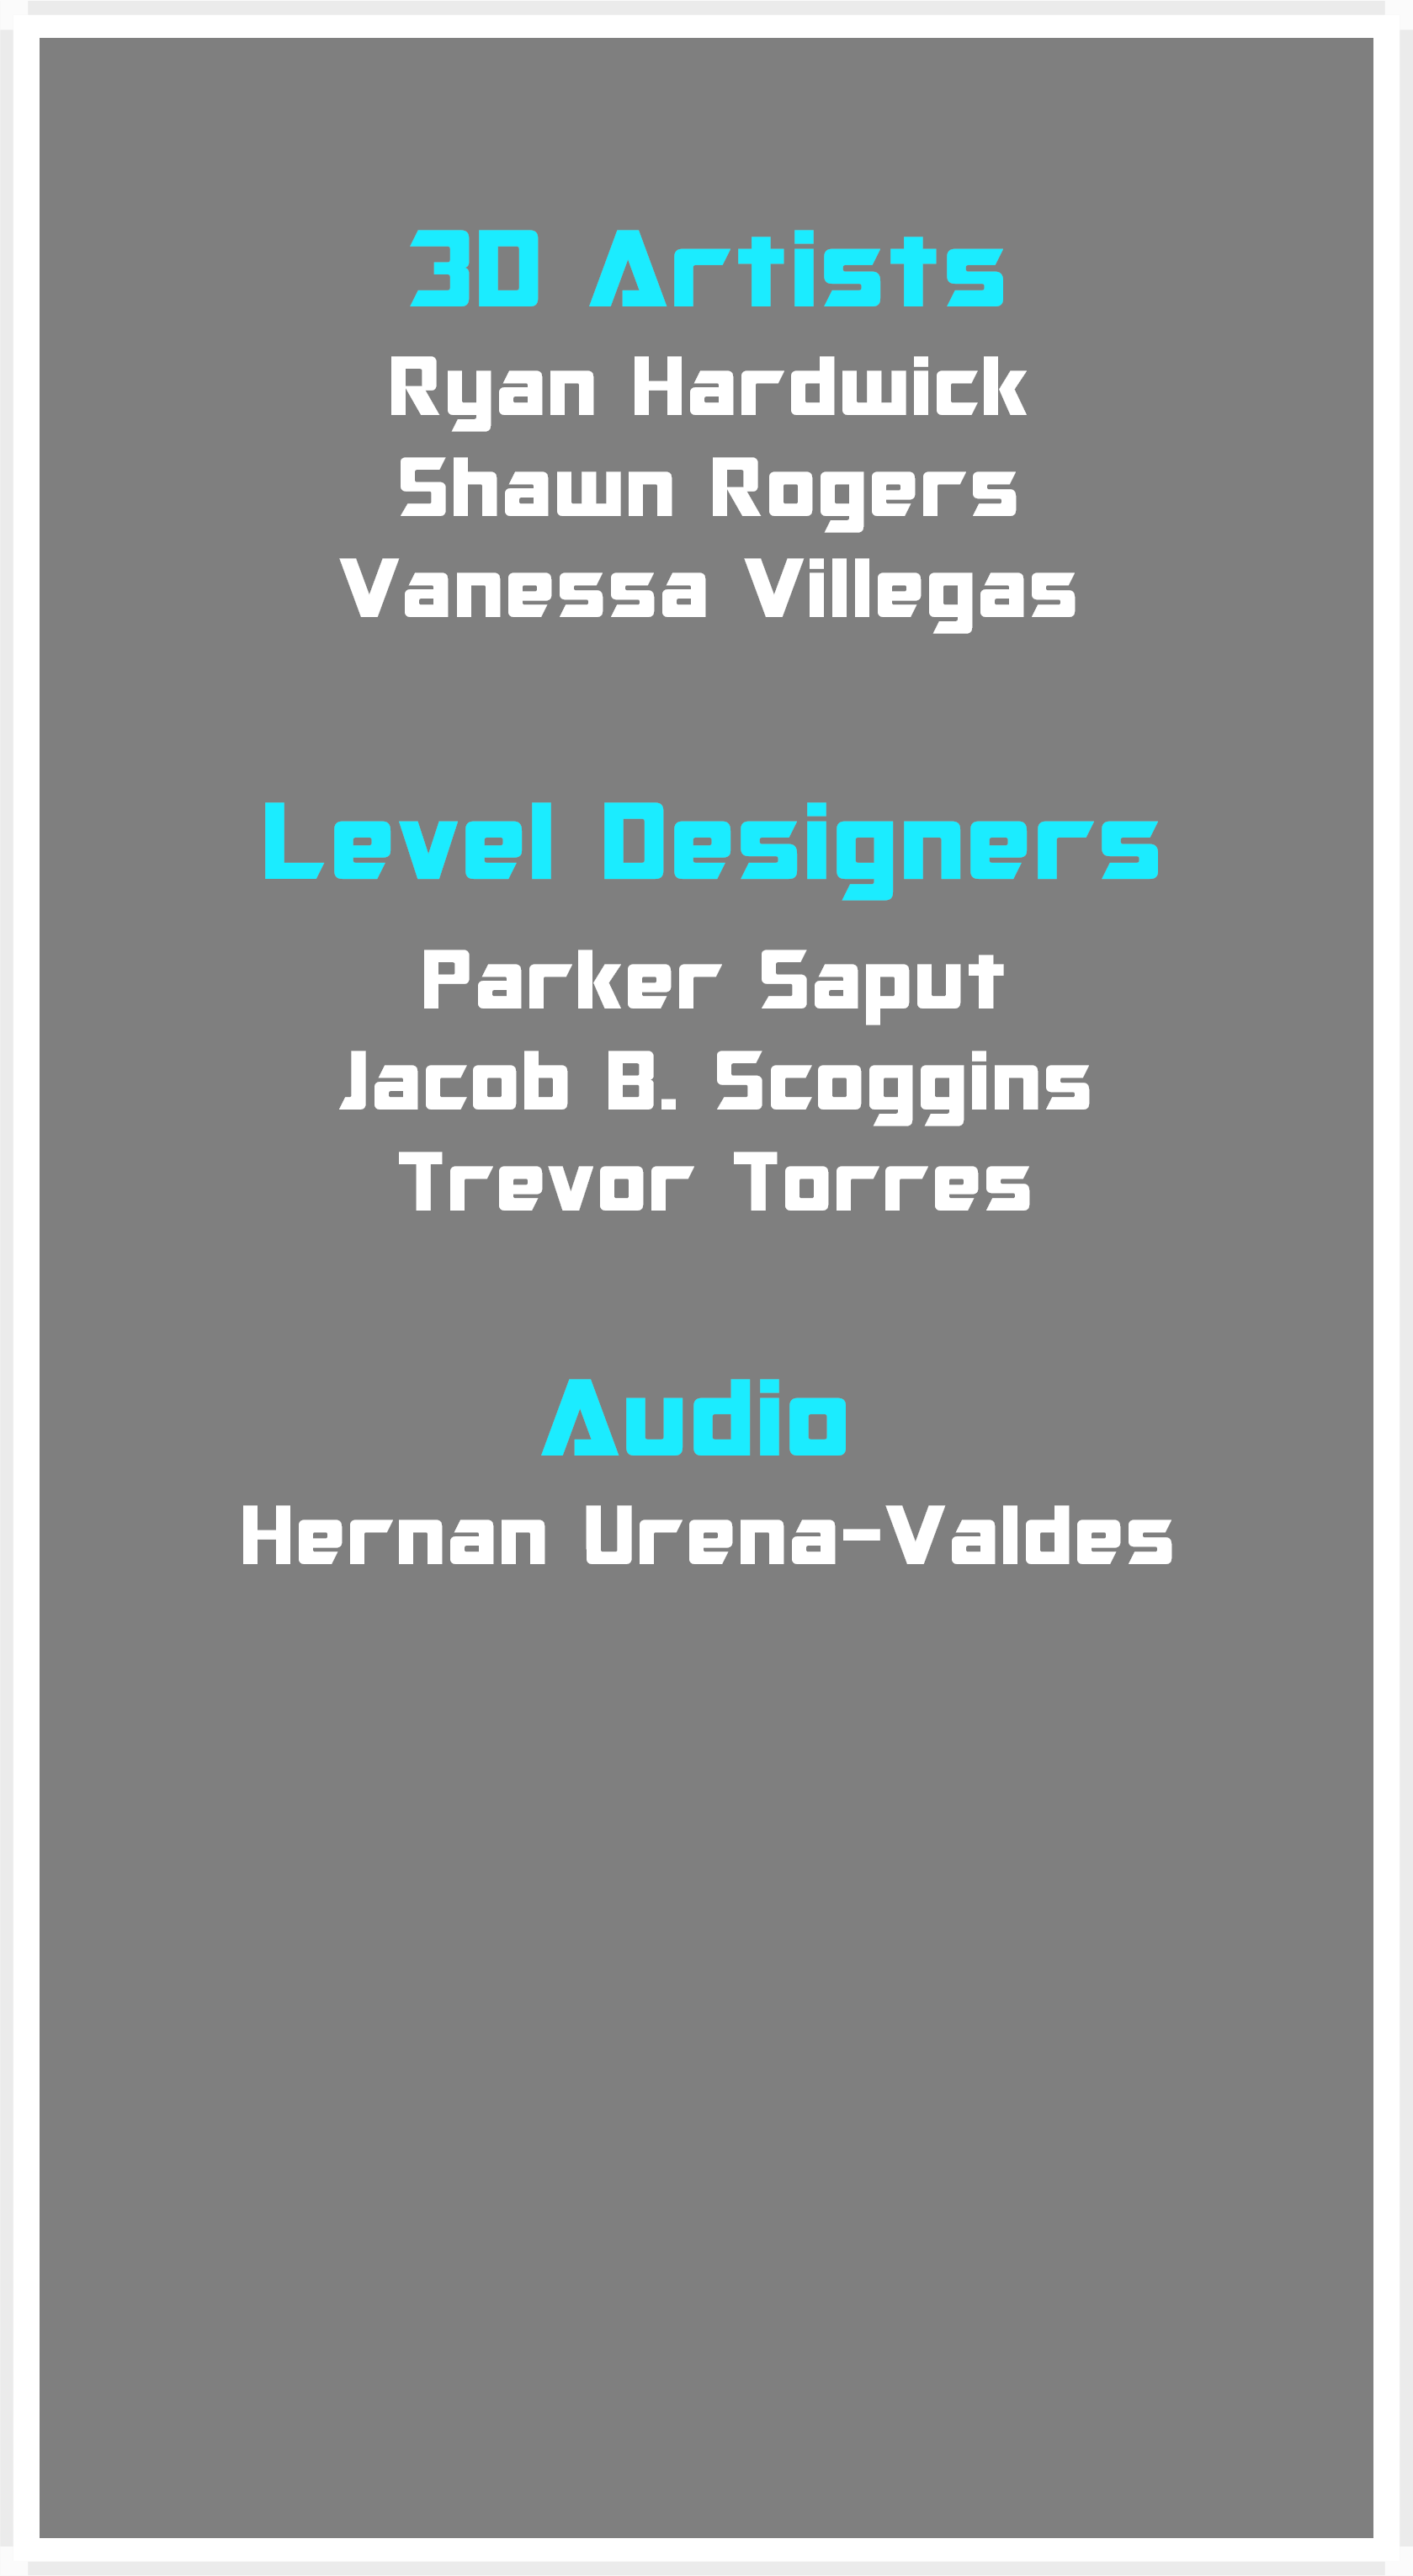 3D Artists
Ryan Hardwick
Shawn Rogers
Vanessa Villegas
Level Designers
Parker Saput
Jacob B. Scoggins
Trevor Torres
Audio
Hernan Urena-Valdes